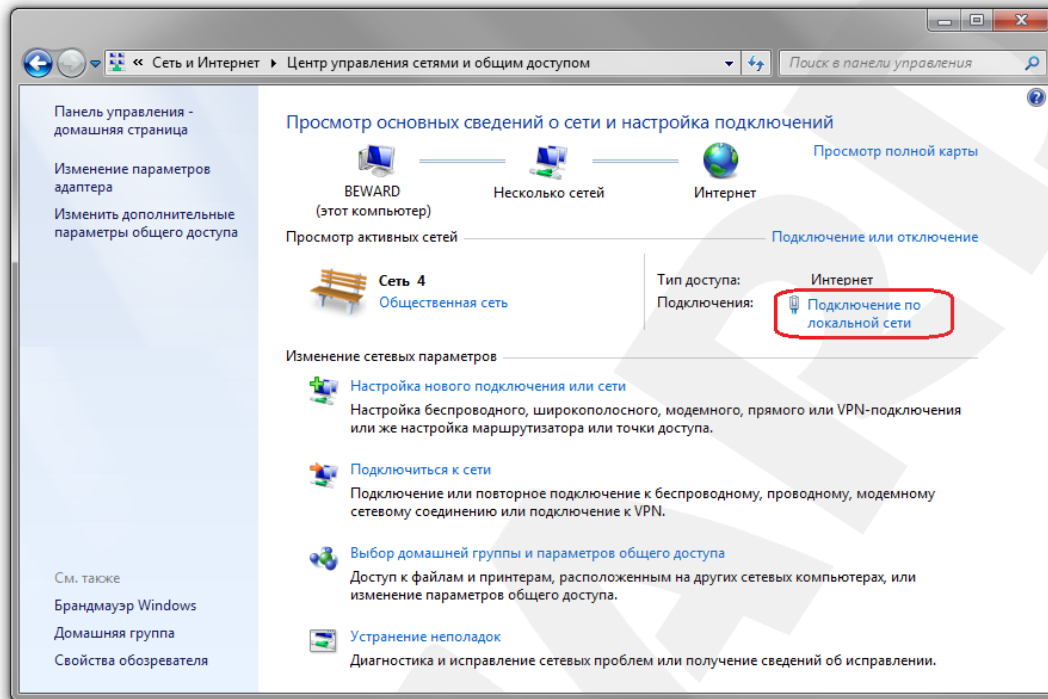 « Сеть и Интернет ▸ Центр управления сетями и общим доступом
Поиск в панели управления
Панель управления -
домашняя страница
Изменение параметров
адаптера
Изменить дополнительные
параметры общего доступа
См. также
Брандмауэр Windows
Домашняя группа
Свойства обозревателя
Просмотр основных сведений о сети и настройка подключений
Просмотр полной карты
BEWARD
(этот компьютер)
Несколько сетей
Интернет
Просмотр активных сетей
Подключение или отключение
Сеть 4
Общественная сеть
Тип доступа: Интернет
Подключения: Подключение по
локальной сети
Изменение сетевых параметров
Настройка нового подключения или сети
Настройка беспроводного, широкополосного, модемного, прямого или VPN-подключения
или же настройка маршрутизатора или точки доступа.
Подключиться к сети
Подключение или повторное подключение к беспроводному, проводному, модемному
сетевому соединению или подключение к VPN.
Выбор домашней группы и параметров общего доступа
Доступ к файлам и принтерам, расположенным на других сетевых компьютерах, или
изменение параметров общего доступа.
Устранение неполадок
Диагностика и исправление сетевых проблем или получение сведений об исправлении.